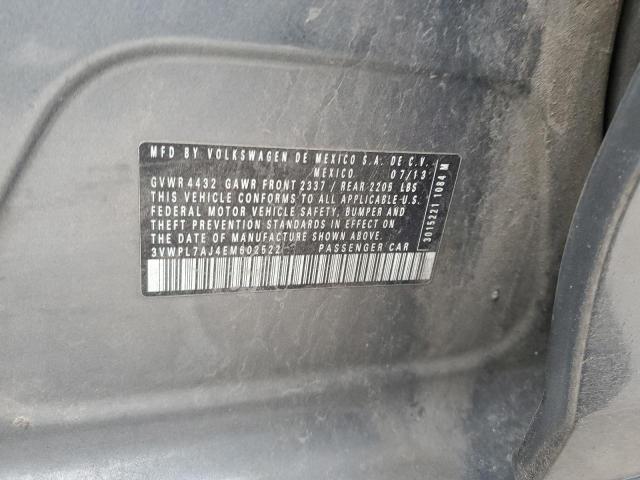 MFD BY VOLKSWAGEN DE MEXICO S.A. DE C.V.
MEXICO 07/13
GVWR 4432 GAWR FRONT 2337 / REAR 2205 LBS
THIS VEHICLE CONFORMS TO ALL APPLICABLE U.S.
FEDERAL MOTOR VEHICLE SAFETY, BUMPER AND
THEFT PREVENTION STANDARDS IN EFFECT ON
THE DATE OF MANUFACTURE SHOWN ABOVE.
3VWPL7AJ4EM602522 PASSENGER CAR
3015221 1084 M